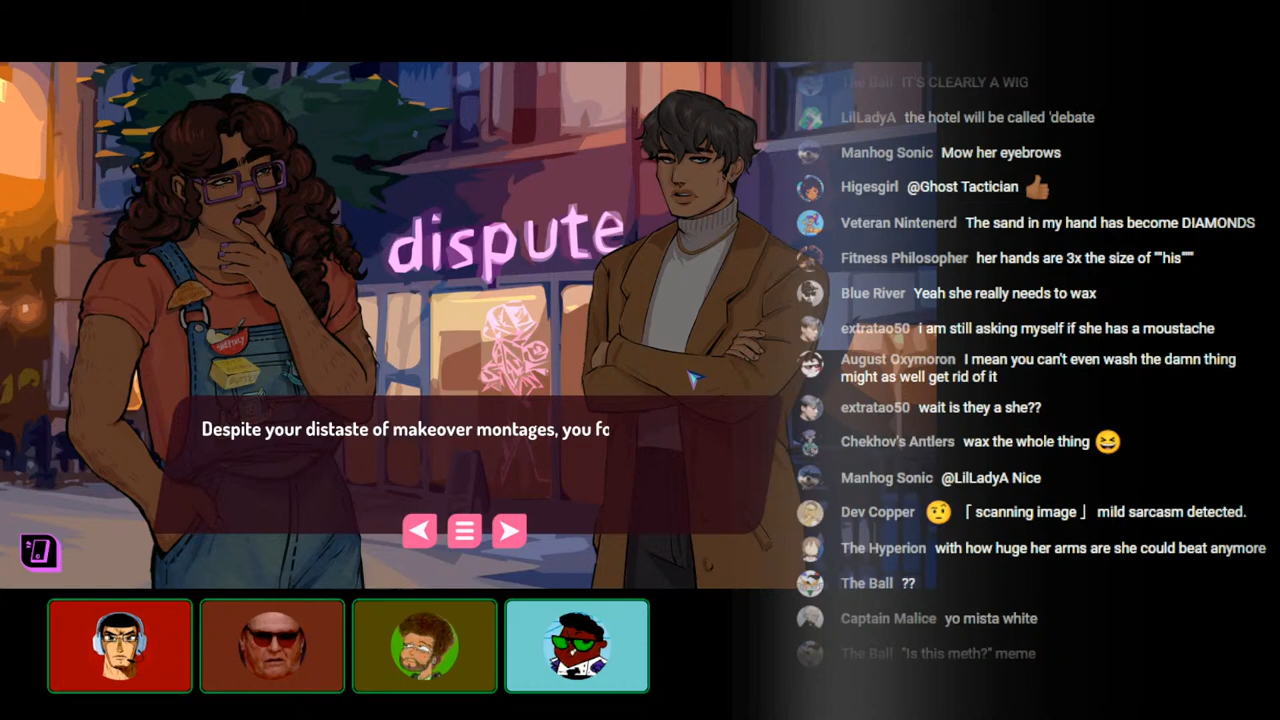 dispute
Despite your distaste of makeover montages, you fo
The Ball IT'S CLEARLY A WIG
LilLadyA the hotel will be called 'debate
Manhog Sonic Mow her eyebrows
Higesgirl @Ghost Tactician
Veteran Nintenerd The sand in my hand has become DIAMONDS
Fitness Philosopher her hands are 3x the size of ""his""""
Blue River Yeah she really needs to wax
extratao50 i am still asking myself if she has a moustache
August Oxymoron I mean you can't even wash the damn thing
might as well get rid of it
extratao50 wait is they a she??
Chekhov's Antlers wax the whole thing
Manhog Sonic @LilLadyA Nice
Dev Copper 「 scanning image 」 mild sarcasm detected.
The Hyperion with how huge her arms are she could beat anymore
The Ball ??
Captain Malice yo mista white
The Ball "Is this meth?" meme